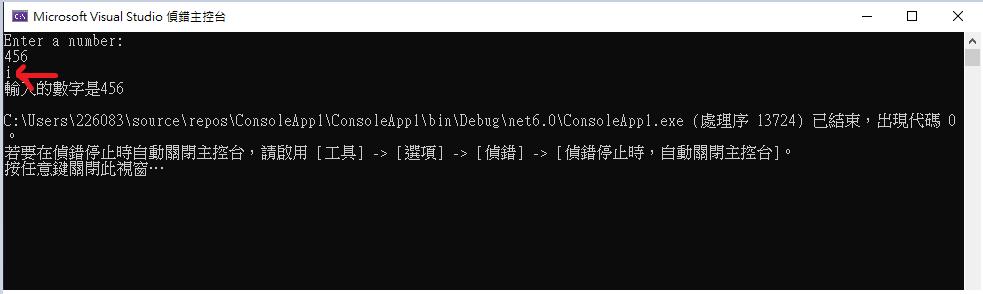 Microsoft Visual Studio 偵錯主控台
Enter a number:
456
i
輸入的數字是456
C:\Users\226083\source\repos\ConsoleApp1\ConsoleApp1\bin\Debug\net6.0\ConsoleApp1.exe (處理序 13724) 已結束，出現代碼 0
。
若要在偵錯停止時自動關閉主控台，請啟用 [工具] -> [選項] -> [偵錯] -> [偵錯停止時，自動關閉主控台]。
按任意鍵關閉此視窗…